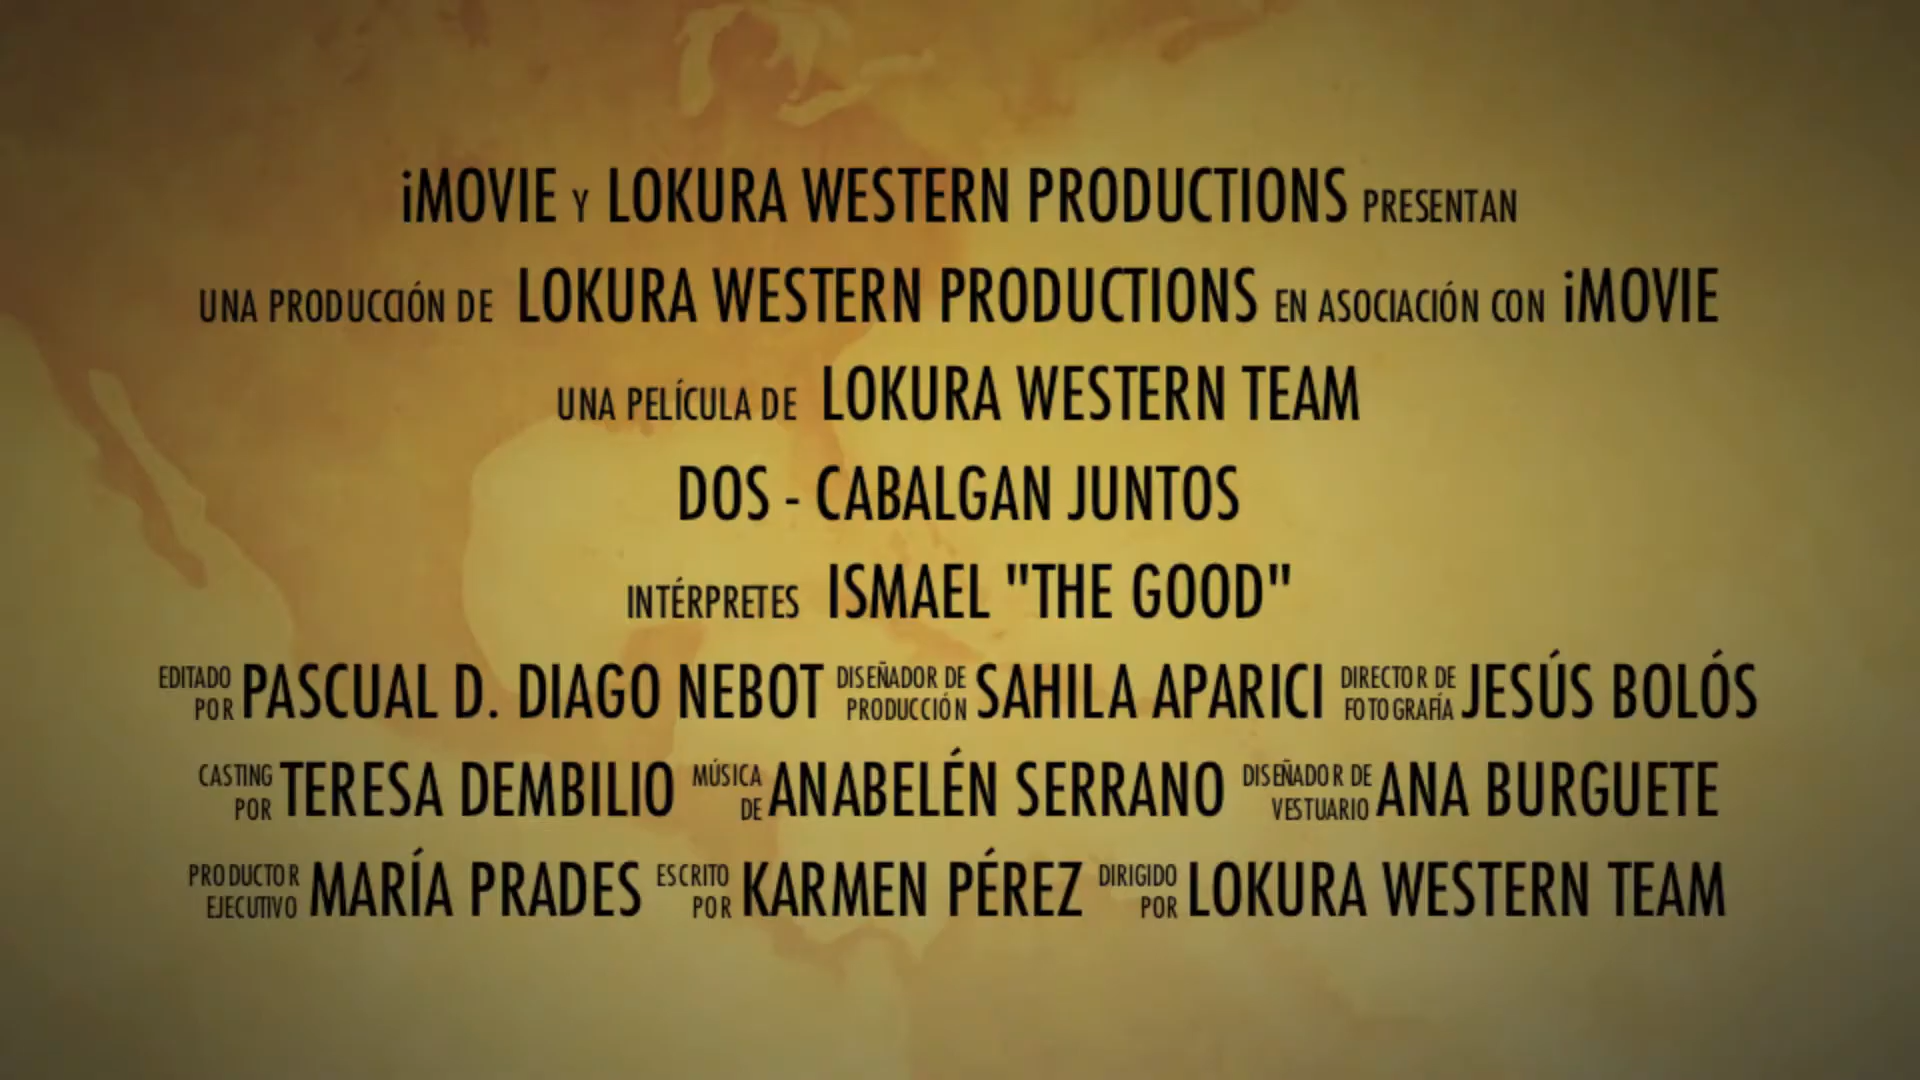 iMOVIE Y LOKURA WESTERN PRODUCTIONS PRESENTAN
UNA PRODUCCIÓN DE LOKURA WESTERN PRODUCTIONS EN ASOCIACIÓN CON iMOVIE
UNA PELÍCULA DE LOKURA WESTERN TEAM
DOS - CABALGAN JUNTOS
INTÉRPRETES ISMAEL "THE GOOD"
EDITADO POR PASCUAL D. DIAGO NEBOT DISEÑADOR DE PRODUCCIÓN SAHILA APARICI DIRECTOR DE FOTOGRAFÍA JESÚS BOLÓS
CASTING POR TERESA DEMBILIO MÚSICA DE ANABELÉN SERRANO DISEÑADOR DE VESTUARIO ANA BURGUETE
PRODUCTOR EJECUTIVO MARÍA PRADES ESCRITO POR KARMEN PÉREZ DIRIGIDO POR LOKURA WESTERN TEAM